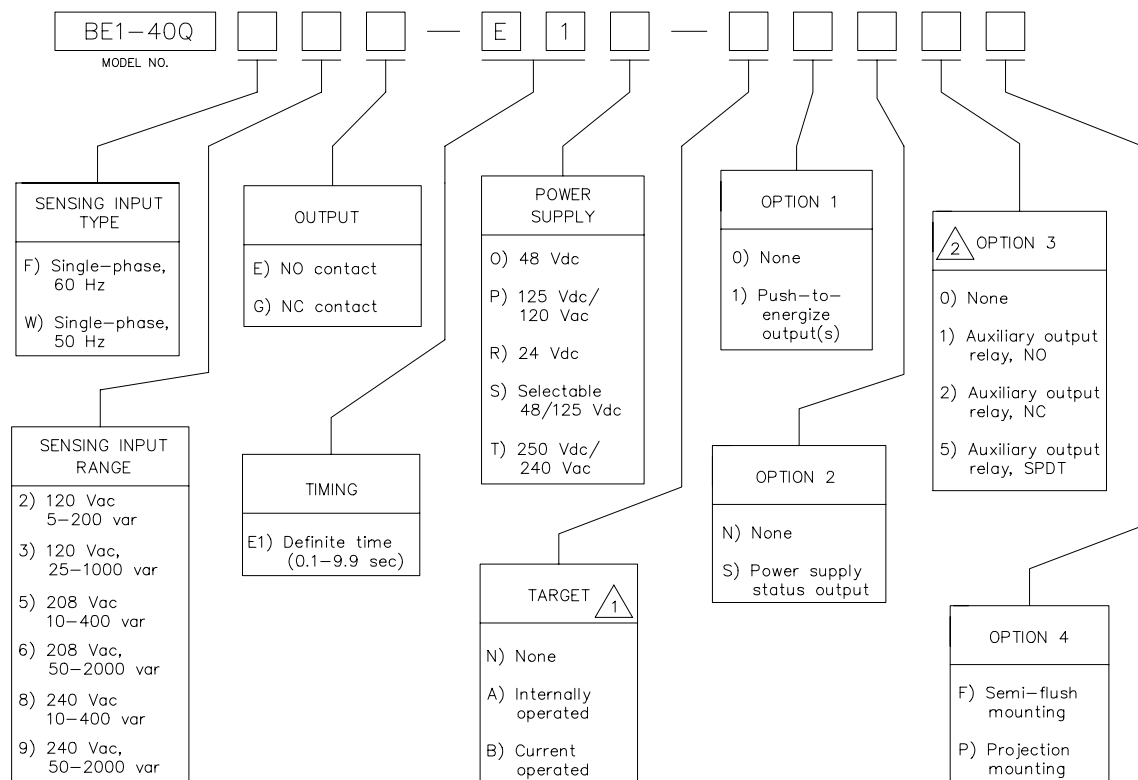 BE1-40Q — E 1 —
MODEL NO.
SENSING INPUT
TYPE
F) Single-phase,
60 Hz
W) Single-phase,
50 Hz
OUTPUT
E) NO contact
G) NC contact
POWER
SUPPLY
O) 48 Vdc
P) 125 Vdc/
120 Vac
R) 24 Vdc
S) Selectable
48/125 Vdc
T) 250 Vdc/
240 Vac
OPTION 1
0) None
1) Push-to-
energize
output(s)
2 OPTION 3
0) None
1) Auxiliary output
relay, NO
2) Auxiliary output
relay, NC
5) Auxiliary output
relay, SPDT
SENSING INPUT
RANGE
2) 120 Vac
5-200 var
3) 120 Vac,
25-1000 var
5) 208 Vac
10-400 var
6) 208 Vac,
50-2000 var
8) 240 Vac
10-400 var
9) 240 Vac,
50-2000 var
TIMING
E1) Definite time
(0.1-9.9 sec)
TARGET 1
N) None
A) Internally
operated
B) Current
operated
OPTION 2
N) None
S) Power supply
status output
OPTION 4
F) Semi-flush
mounting
P) Projection
mounting